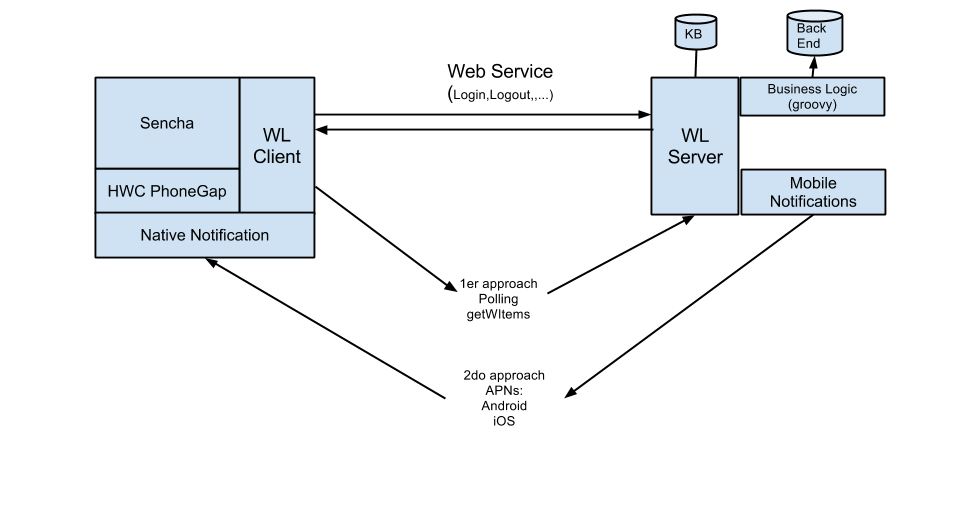 KB
Back
End
Web Service
(Login,Logout,,...)
Business Logic
(groovy)
Sencha
WL
Client
WL
Server
HWC PhoneGap
Mobile
Notifications
Native Notification
1er approach
Polling
getWItems
2do approach
APNs:
Android
iOS